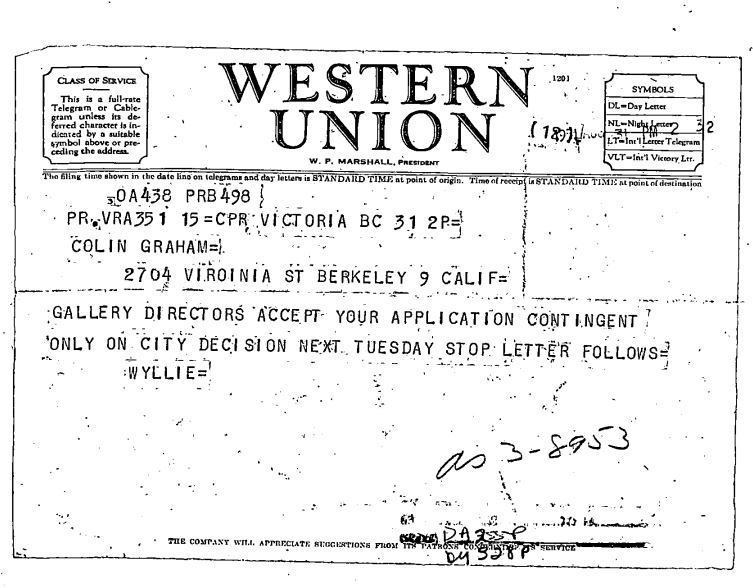 CLASS OF SERVICE
This is a full-rate
Telegram or Cable-
gram unless its de-
ferred character is in-
dicated by a suitable
symbol above or pre-
ceding the address.
WESTERN
UNION
W. P. MARSHALL, PRESIDENT
1201
SYMBOLS
DL=Day Letter
NL=Night Letter
LT=Int'l Letter Telegram
VLT=Int'l Victory Ltr.
The filing time shown in the date line on telegrams and day letters is STANDARD TIME at point of origin. Time of receipt is STANDARD TIME at point of destination
OA438 PRB498
PR.VRA351 15=CPR VICTORIA BC 31 2P=
COLIN GRAHAM=
2704 VIROINIA ST BERKELEY 9 CALIF=
GALLERY DIRECTORS ACCEPT YOUR APPLICATION CONTINGENT
ONLY ON CITY DECISION NEXT TUESDAY STOP LETTER FOLLOWS=
WYLLIE=
as 3-8953
THE COMPANY WILL APPRECIATE SUGGESTIONS FROM ITS PATRONS SERVICE